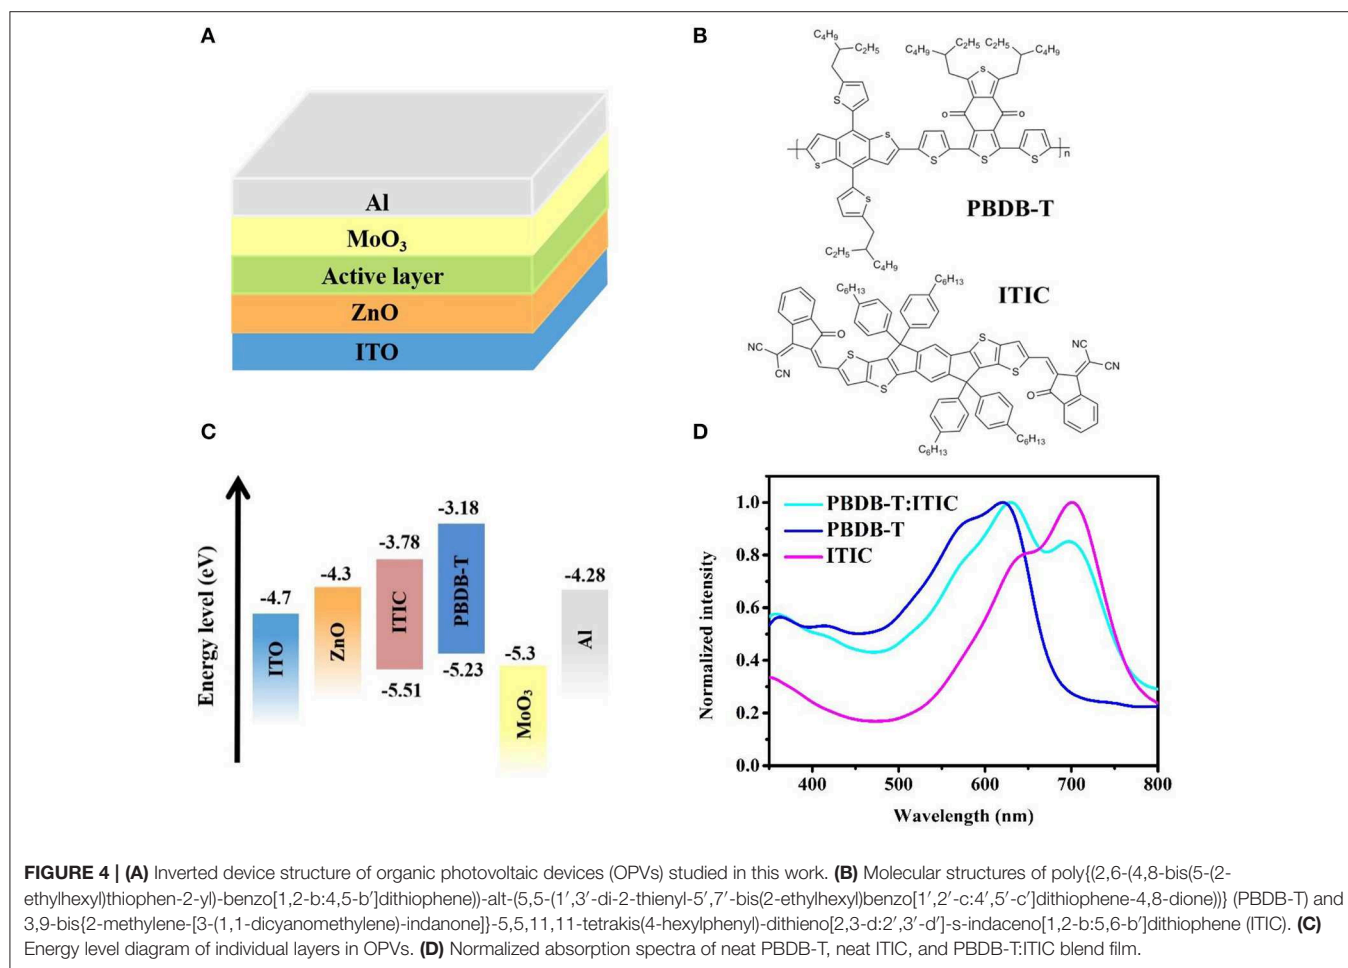 A
Al
MoO3
Active layer
ZnO
ITO
B
C4H9
C2H5
S
C4H9
C2H5
C2H5
C4H9
S
O
O
S
S
S
S
S
n
S
C2H5
C4H9
PBDB-T
ITIC
C6H13
C6H13
NC
CN
O
S
S
S
S
NC
CN
O
C6H13
C6H13
C
Energy level (eV)
-4.7
ITO
-4.3
ZnO
-3.78
ITIC
-5.51
-3.18
PBDB-T
-5.23
-5.3
MoO3
-4.28
Al
D
Normalized intensity
1.0
0.8
0.6
0.4
0.2
0.0
PBDB-T:ITIC
PBDB-T
ITIC
400 500 600 700 800
Wavelength (nm)
FIGURE 4 | (A) Inverted device structure of organic photovoltaic devices (OPVs) studied in this work. (B) Molecular structures of poly{(2,6-(4,8-bis(5-(2-
ethylhexyl)thiophen-2-yl)-benzo[1,2-b:4,5-b′]dithiophene))-alt-(5,5-(1′,3′-di-2-thienyl-5′,7′-bis(2-ethylhexyl)benzo[1′,2′-c:4′,5′-c′]dithiophene-4,8-dione))} (PBDB-T) and
3,9-bis{2-methylene-[3-(1,1-dicyanomethylene)-indanone]}-5,5,11,11-tetrakis(4-hexylphenyl)-dithieno[2,3-d:2′,3′-d′]-s-indaceno[1,2-b:5,6-b′]dithiophene (ITIC). (C)
Energy level diagram of individual layers in OPVs. (D) Normalized absorption spectra of neat PBDB-T, neat ITIC, and PBDB-T:ITIC blend film.